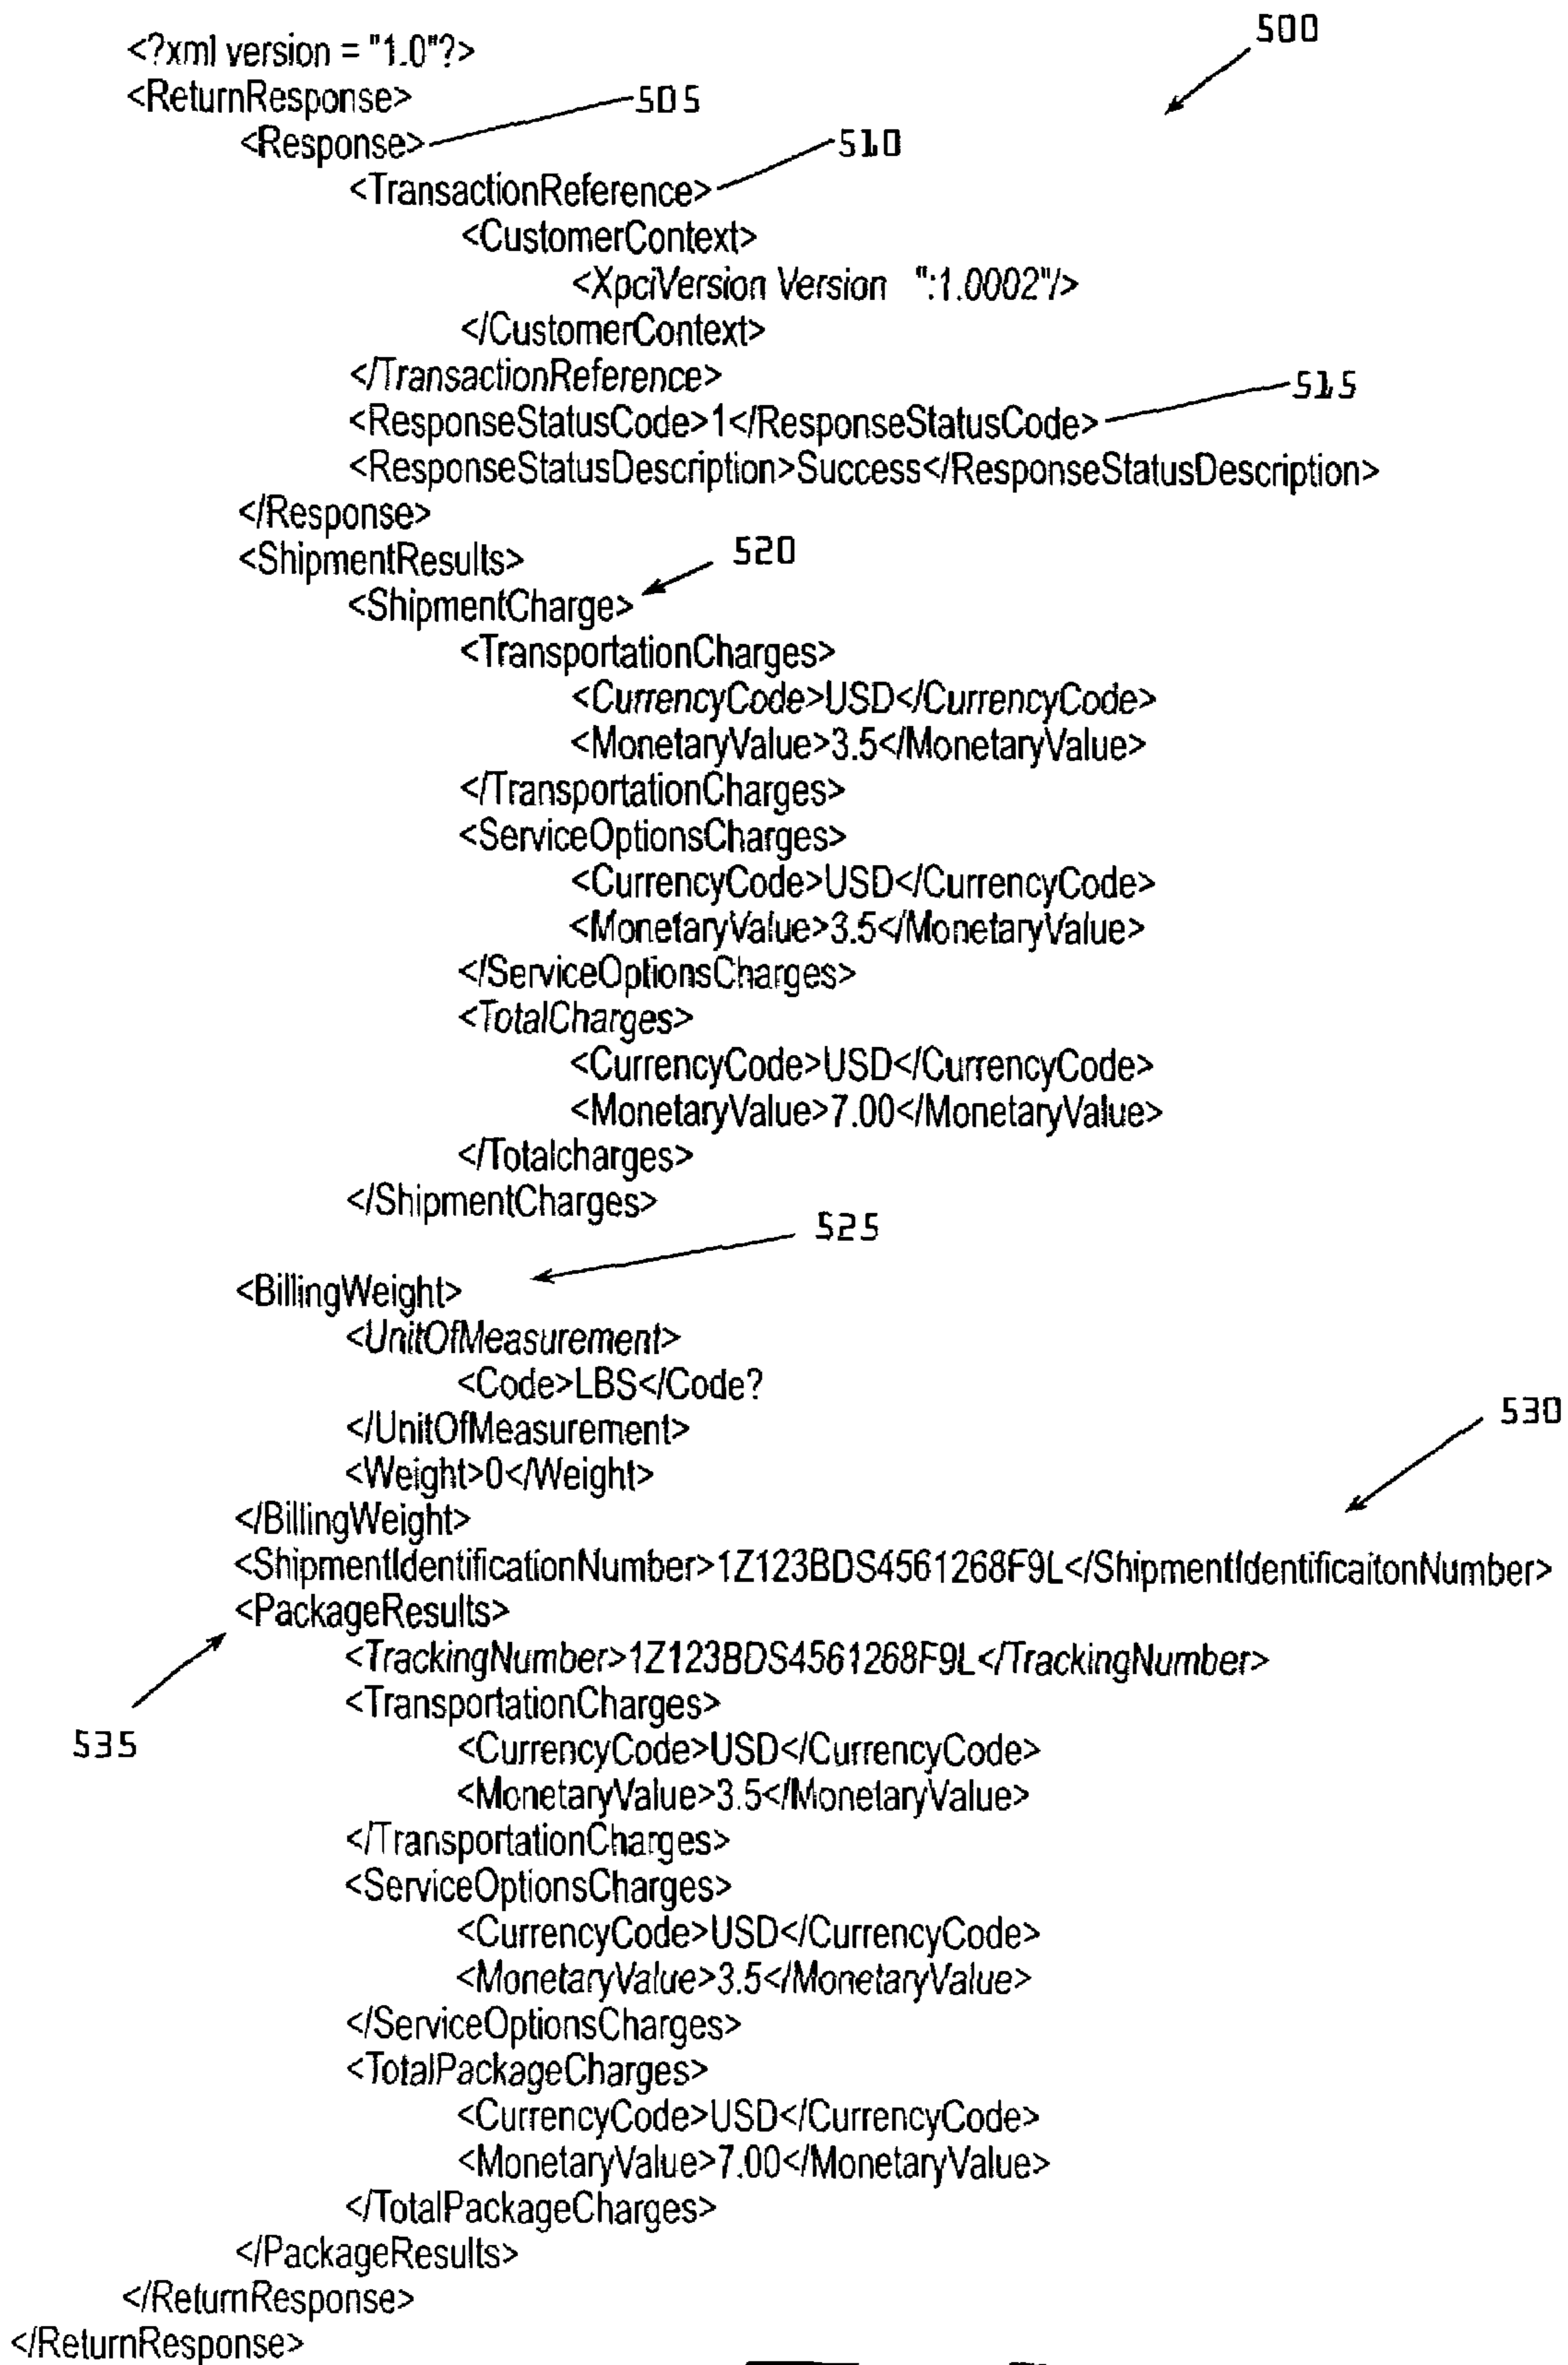 500
<?xml version = "1.0"?>
<ReturnResponse>
505
<Response>
510
<TransactionReference>
<CustomerContext>
<XpciVersion Version ":1.0002"/>
</CustomerContext>
</TransactionReference>
515
<ResponseStatusCode>1</ResponseStatusCode>
<ResponseStatusDescription>Success</ResponseStatusDescription>
</Response>
<ShipmentResults>
520
<ShipmentCharge>
<TransportationCharges>
<CurrencyCode>USD</CurrencyCode>
<MonetaryValue>3.5</MonetaryValue>
</TransportationCharges>
<ServiceOptionsCharges>
<CurrencyCode>USD</CurrencyCode>
<MonetaryValue>3.5</MonetaryValue>
</ServiceOptionsCharges>
<TotalCharges>
<CurrencyCode>USD</CurrencyCode>
<MonetaryValue>7.00</MonetaryValue>
</Totalcharges>
</ShipmentCharges>
525
<BillingWeight>
<UnitOfMeasurement>
<Code>LBS</Code?
</UnitOfMeasurement>
530
<Weight>0</Weight>
</BillingWeight>
<ShipmentIdentificationNumber>1Z123BDS4561268F9L</ShipmentIdentificaitonNumber>
<PackageResults>
<TrackingNumber>1Z123BDS4561268F9L</TrackingNumber>
<TransportationCharges>
535
<CurrencyCode>USD</CurrencyCode>
<MonetaryValue>3.5</MonetaryValue>
</TransportationCharges>
<ServiceOptionsCharges>
<CurrencyCode>USD</CurrencyCode>
<MonetaryValue>3.5</MonetaryValue>
</ServiceOptionsCharges>
<TotalPackageCharges>
<CurrencyCode>USD</CurrencyCode>
<MonetaryValue>7.00</MonetaryValue>
</TotalPackageCharges>
</PackageResults>
</ReturnResponse>
</ReturnResponse>